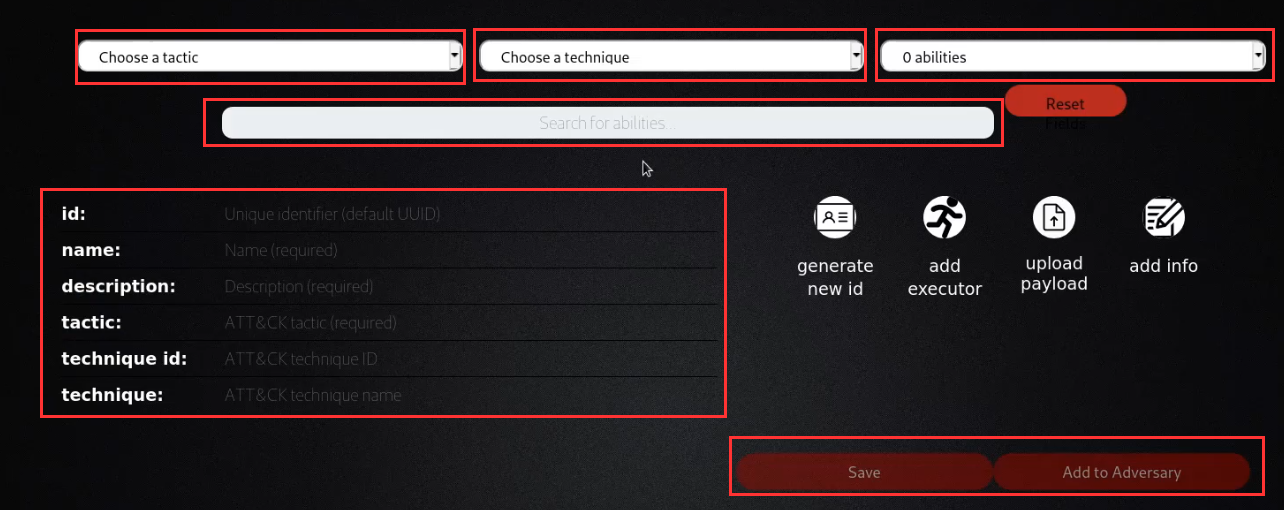 Choose a tactic
Choose a technique
0 abilities
Search for abilities...
Reset
Fields
id: Unique identifier (default UUID)
name: Name (required)
description: Description (required)
tactic: ATT&CK tactic (required)
technique id: ATT&CK technique ID
technique: ATT&CK technique name
generate
new id
add
executor
upload
payload
add info
Save
Add to Adversary